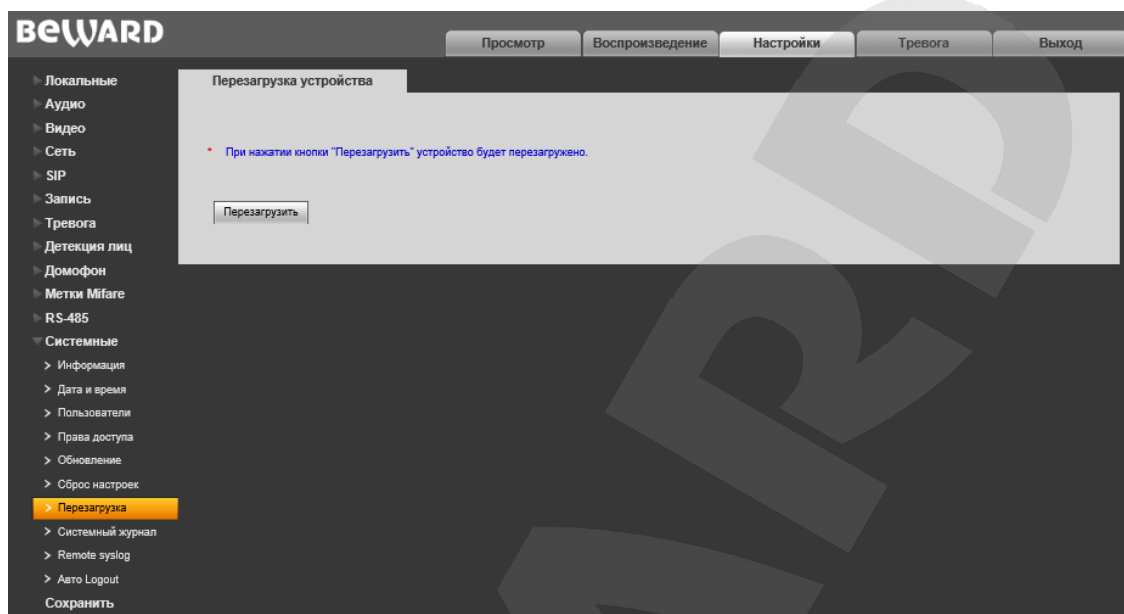 BEWARD
Просмотр
Воспроизведение
Настройки
Тревога
Выход
Локальные
Аудио
Видео
Сеть
SIP
Запись
Тревога
Детекция лиц
Домофон
Метки Mifare
RS-485
Системные
Информация
Дата и время
Пользователи
Права доступа
Обновление
Сброс настроек
Перезагрузка
Системный журнал
Remote syslog
Авто Logout
Сохранить
Перезагрузка устройства
* При нажатии кнопки "Перезагрузить" устройство будет перезагружено.
Перезагрузить
ARD